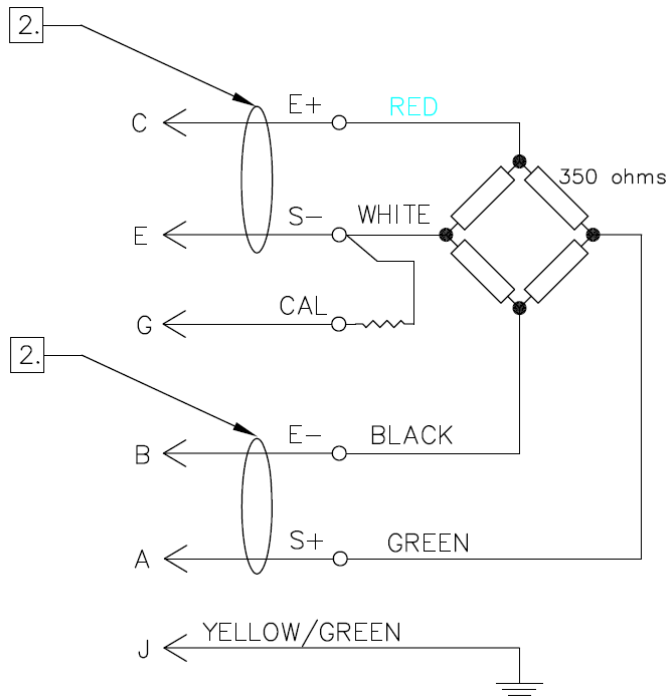 2.
E+ RED
C
350 ohms
S- WHITE
E
CAL
G
2.
E- BLACK
B
S+ GREEN
A
YELLOW/GREEN
J